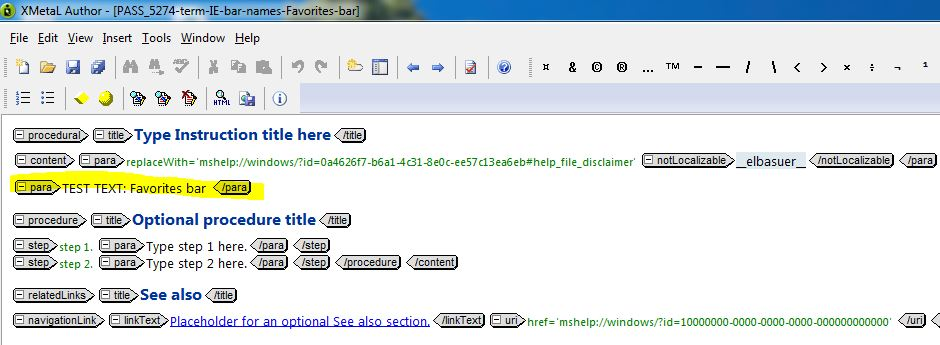 XMetaL Author - [PASS_5274-term-IE-bar-names-Favorites-bar]
File Edit View Insert Tools Window Help
¤ & © ® ... ™ — - / \ < > × ÷ ¬ ¹
HTML
procedural title Type Instruction title here /title
content para replaceWith='mshelp://windows/?id=0a4626f7-b6a1-4c31-8e0c-ee57c13ea6eb#help_file_disclaimer' notLocalizable __elbasuer__ /notLocalizable /para
para TEST TEXT: Favorites bar /para
procedure title Optional procedure title /title
step step 1. para Type step 1 here. /para /step
step step 2. para Type step 2 here. /para /step /procedure /content
relatedLinks title See also /title
navigationLink linkText Placeholder for an optional See also section. /linkText uri href='mshelp://windows/?id=10000000-0000-0000-0000-000000000000' /uri